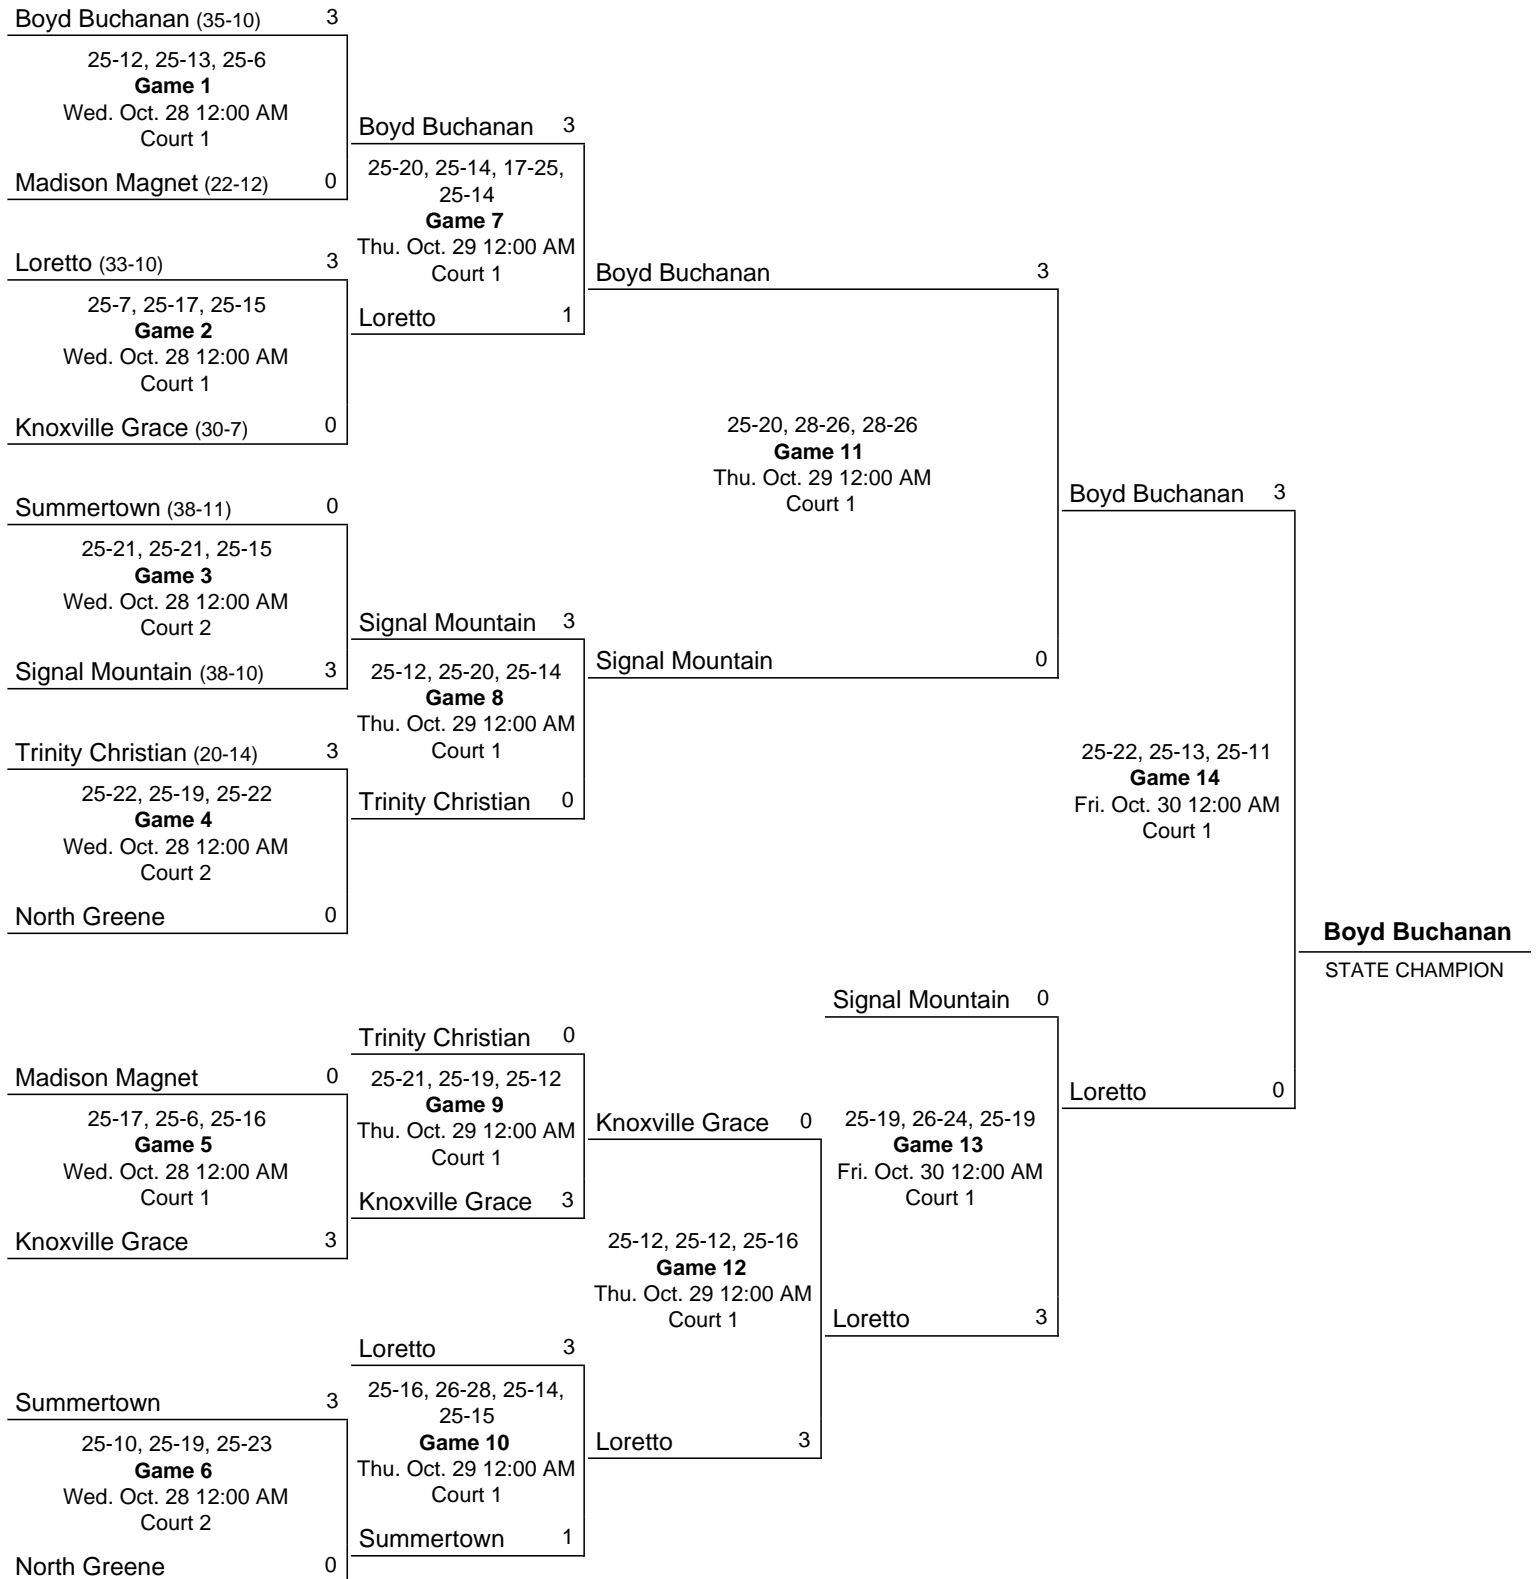 Boyd Buchanan (35-10) 3
25-12, 25-13, 25-6
Game 1
Wed. Oct. 28 12:00 AM
Court 1
Madison Magnet (22-12) 0
Loretto (33-10) 3
25-7, 25-17, 25-15
Game 2
Wed. Oct. 28 12:00 AM
Court 1
Knoxville Grace (30-7) 0
Summertown (38-11) 0
25-21, 25-21, 25-15
Game 3
Wed. Oct. 28 12:00 AM
Court 2
Signal Mountain (38-10) 3
Trinity Christian (20-14) 3
25-22, 25-19, 25-22
Game 4
Wed. Oct. 28 12:00 AM
Court 2
North Greene 0
Madison Magnet 0
25-17, 25-6, 25-16
Game 5
Wed. Oct. 28 12:00 AM
Court 1
Knoxville Grace 3
Summertown 3
25-10, 25-19, 25-23
Game 6
Wed. Oct. 28 12:00 AM
Court 2
North Greene 0
Boyd Buchanan 3
25-20, 25-14, 17-25,
25-14
Game 7
Thu. Oct. 29 12:00 AM
Court 1
Loretto 1
Signal Mountain 3
25-12, 25-20, 25-14
Game 8
Thu. Oct. 29 12:00 AM
Court 1
Trinity Christian 0
Trinity Christian 0
25-21, 25-19, 25-12
Game 9
Thu. Oct. 29 12:00 AM
Court 1
Knoxville Grace 3
Loretto 3
25-16, 26-28, 25-14,
25-15
Game 10
Thu. Oct. 29 12:00 AM
Court 1
Summertown 1
Boyd Buchanan 3
25-20, 28-26, 28-26
Game 11
Thu. Oct. 29 12:00 AM
Court 1
Signal Mountain 0
Knoxville Grace 0
25-12, 25-12, 25-16
Game 12
Thu. Oct. 29 12:00 AM
Court 1
Loretto 3
Signal Mountain 0
25-19, 26-24, 25-19
Game 13
Fri. Oct. 30 12:00 AM
Court 1
Loretto 3
Boyd Buchanan 3
25-22, 25-13, 25-11
Game 14
Fri. Oct. 30 12:00 AM
Court 1
Loretto 0
Boyd Buchanan
STATE CHAMPION